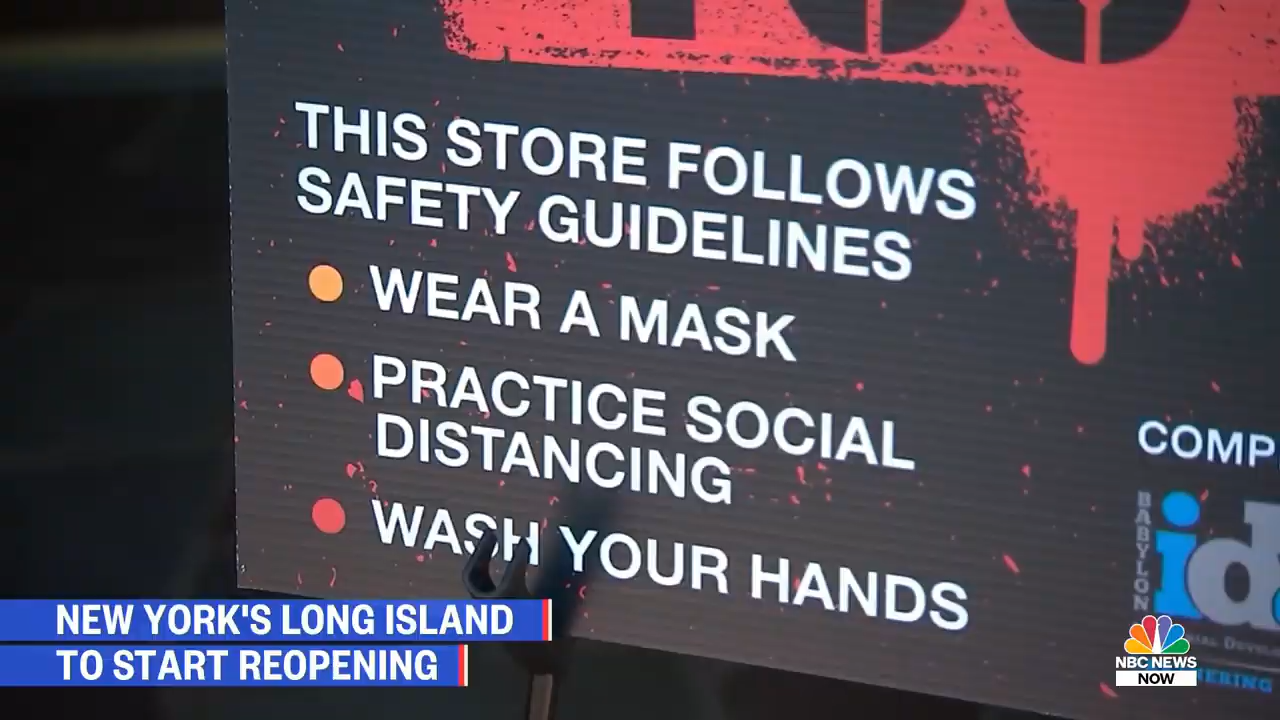 THIS STORE FOLLOWS
SAFETY GUIDELINES
WEAR A MASK
PRACTICE SOCIAL
DISTANCING
WASH YOUR HANDS
COMP
BABYLON
id
NEW YORK'S LONG ISLAND
TO START REOPENING
NBC NEWS
NOW